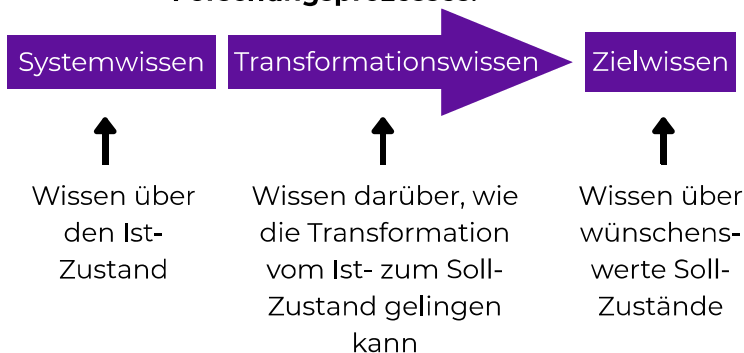 Forschungsprozesses.
Systemwissen
Transformationswissen
Zielwissen
Wissen über
den Ist-
Zustand
Wissen darüber, wie
die Transformation
vom Ist- zum Soll-
Zustand gelingen
kann
Wissen über
wünschens-
werte Soll-
Zustände